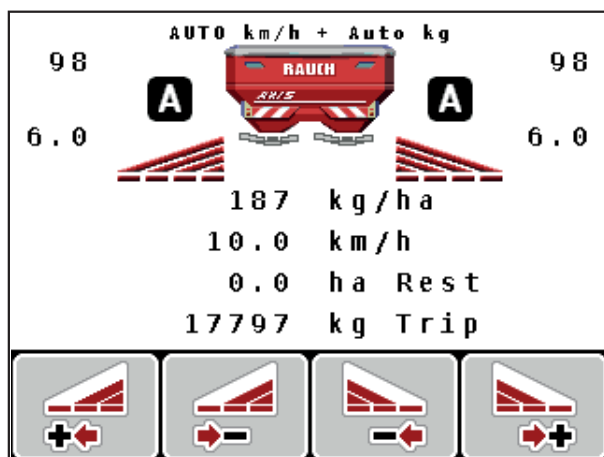 AUTO km/h + Auto kg
98 98
RAUCH
AXIS
A A
6.0 6.0
187 kg/ha
10.0 km/h
0.0 ha Rest
17797 kg Trip